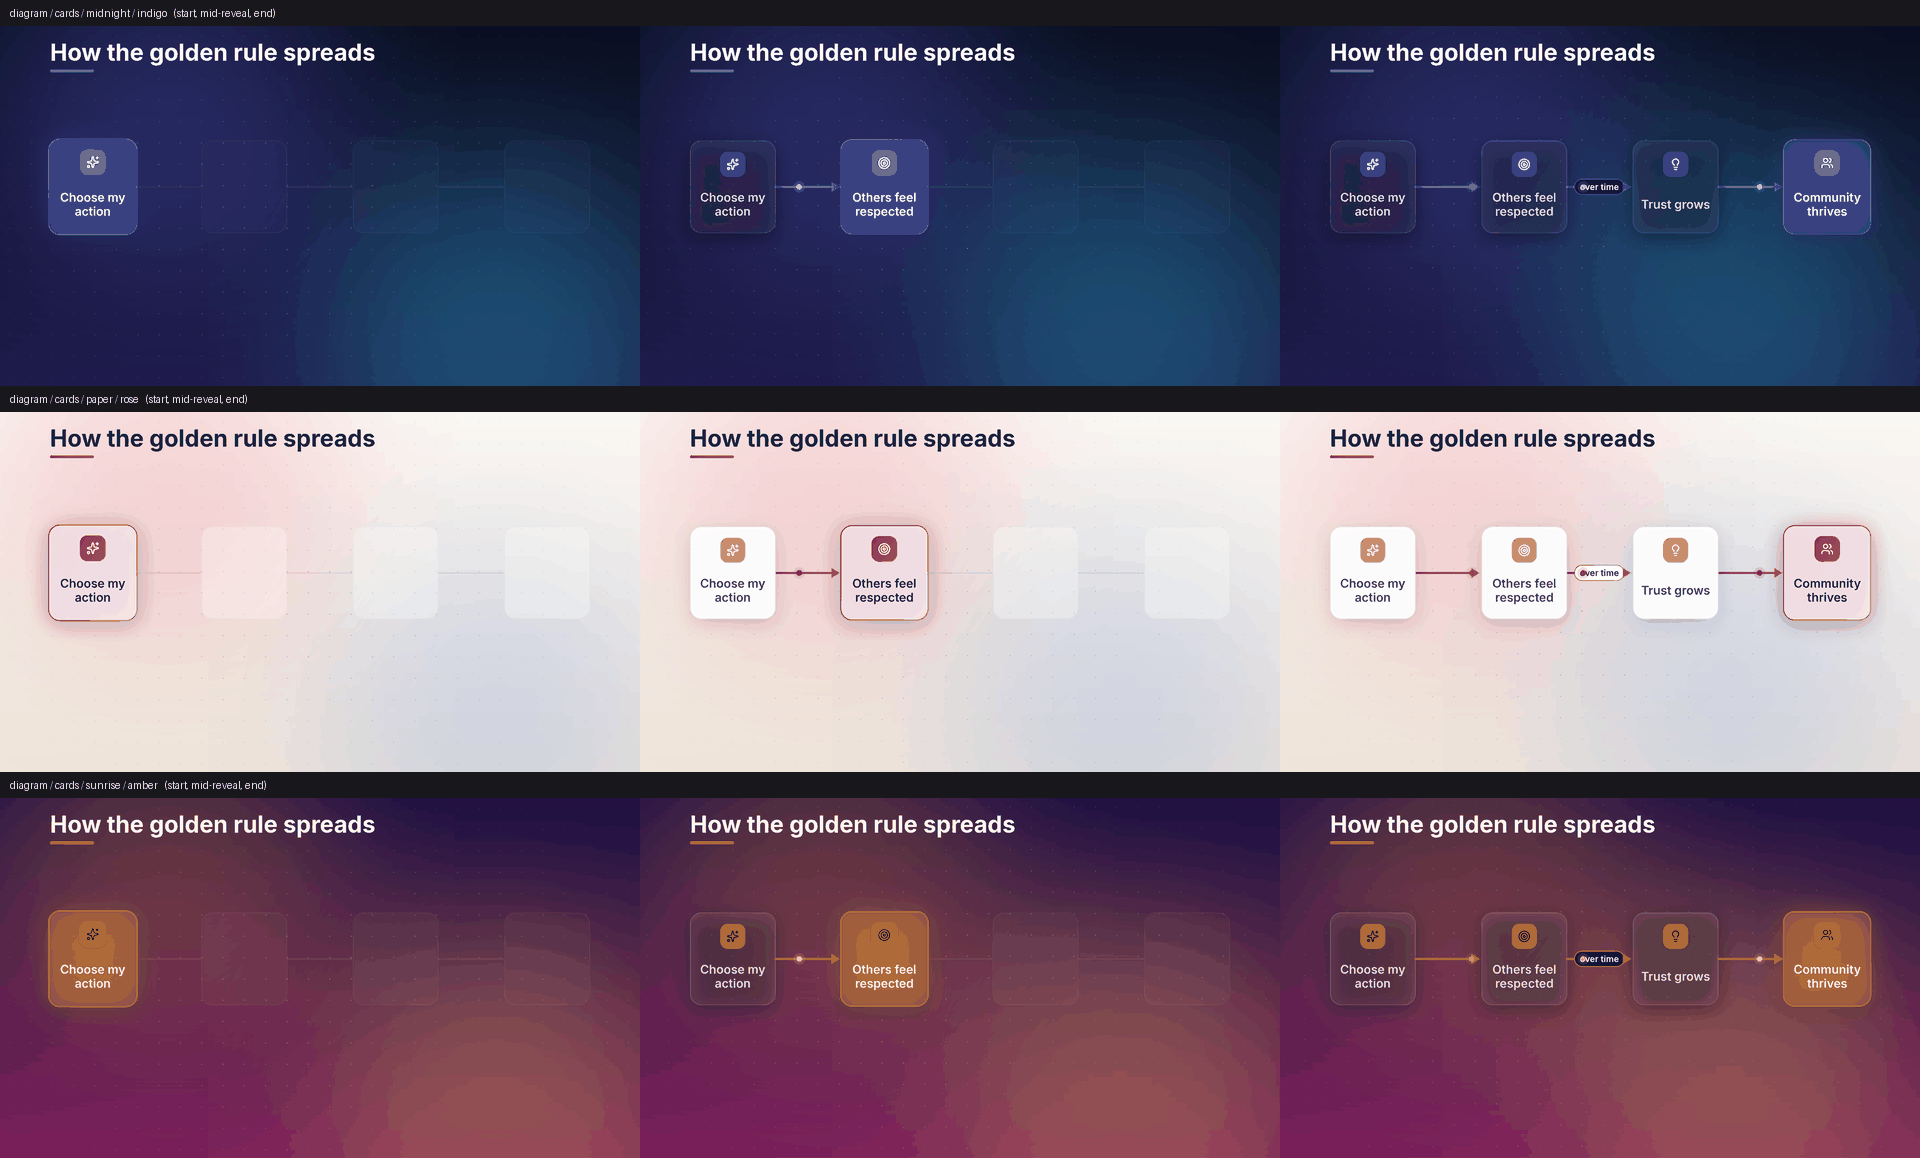 diagram / cards / midnight / indigo (start, mid-reveal, end)
How the golden rule spreads
How the golden rule spreads
How the golden rule spreads
Choose my
action
Choose my
action
Others feel
respected
Choose my
action
Others feel
respected
over time
Trust grows
Community
thrives
diagram / cards / paper / rose (start, mid-reveal, end)
How the golden rule spreads
How the golden rule spreads
How the golden rule spreads
Choose my
action
Choose my
action
Others feel
respected
Choose my
action
Others feel
respected
over time
Trust grows
Community
thrives
diagram / cards / sunrise / amber (start, mid-reveal, end)
How the golden rule spreads
How the golden rule spreads
How the golden rule spreads
Choose my
action
Choose my
action
Others feel
respected
Choose my
action
Others feel
respected
over time
Trust grows
Community
thrives